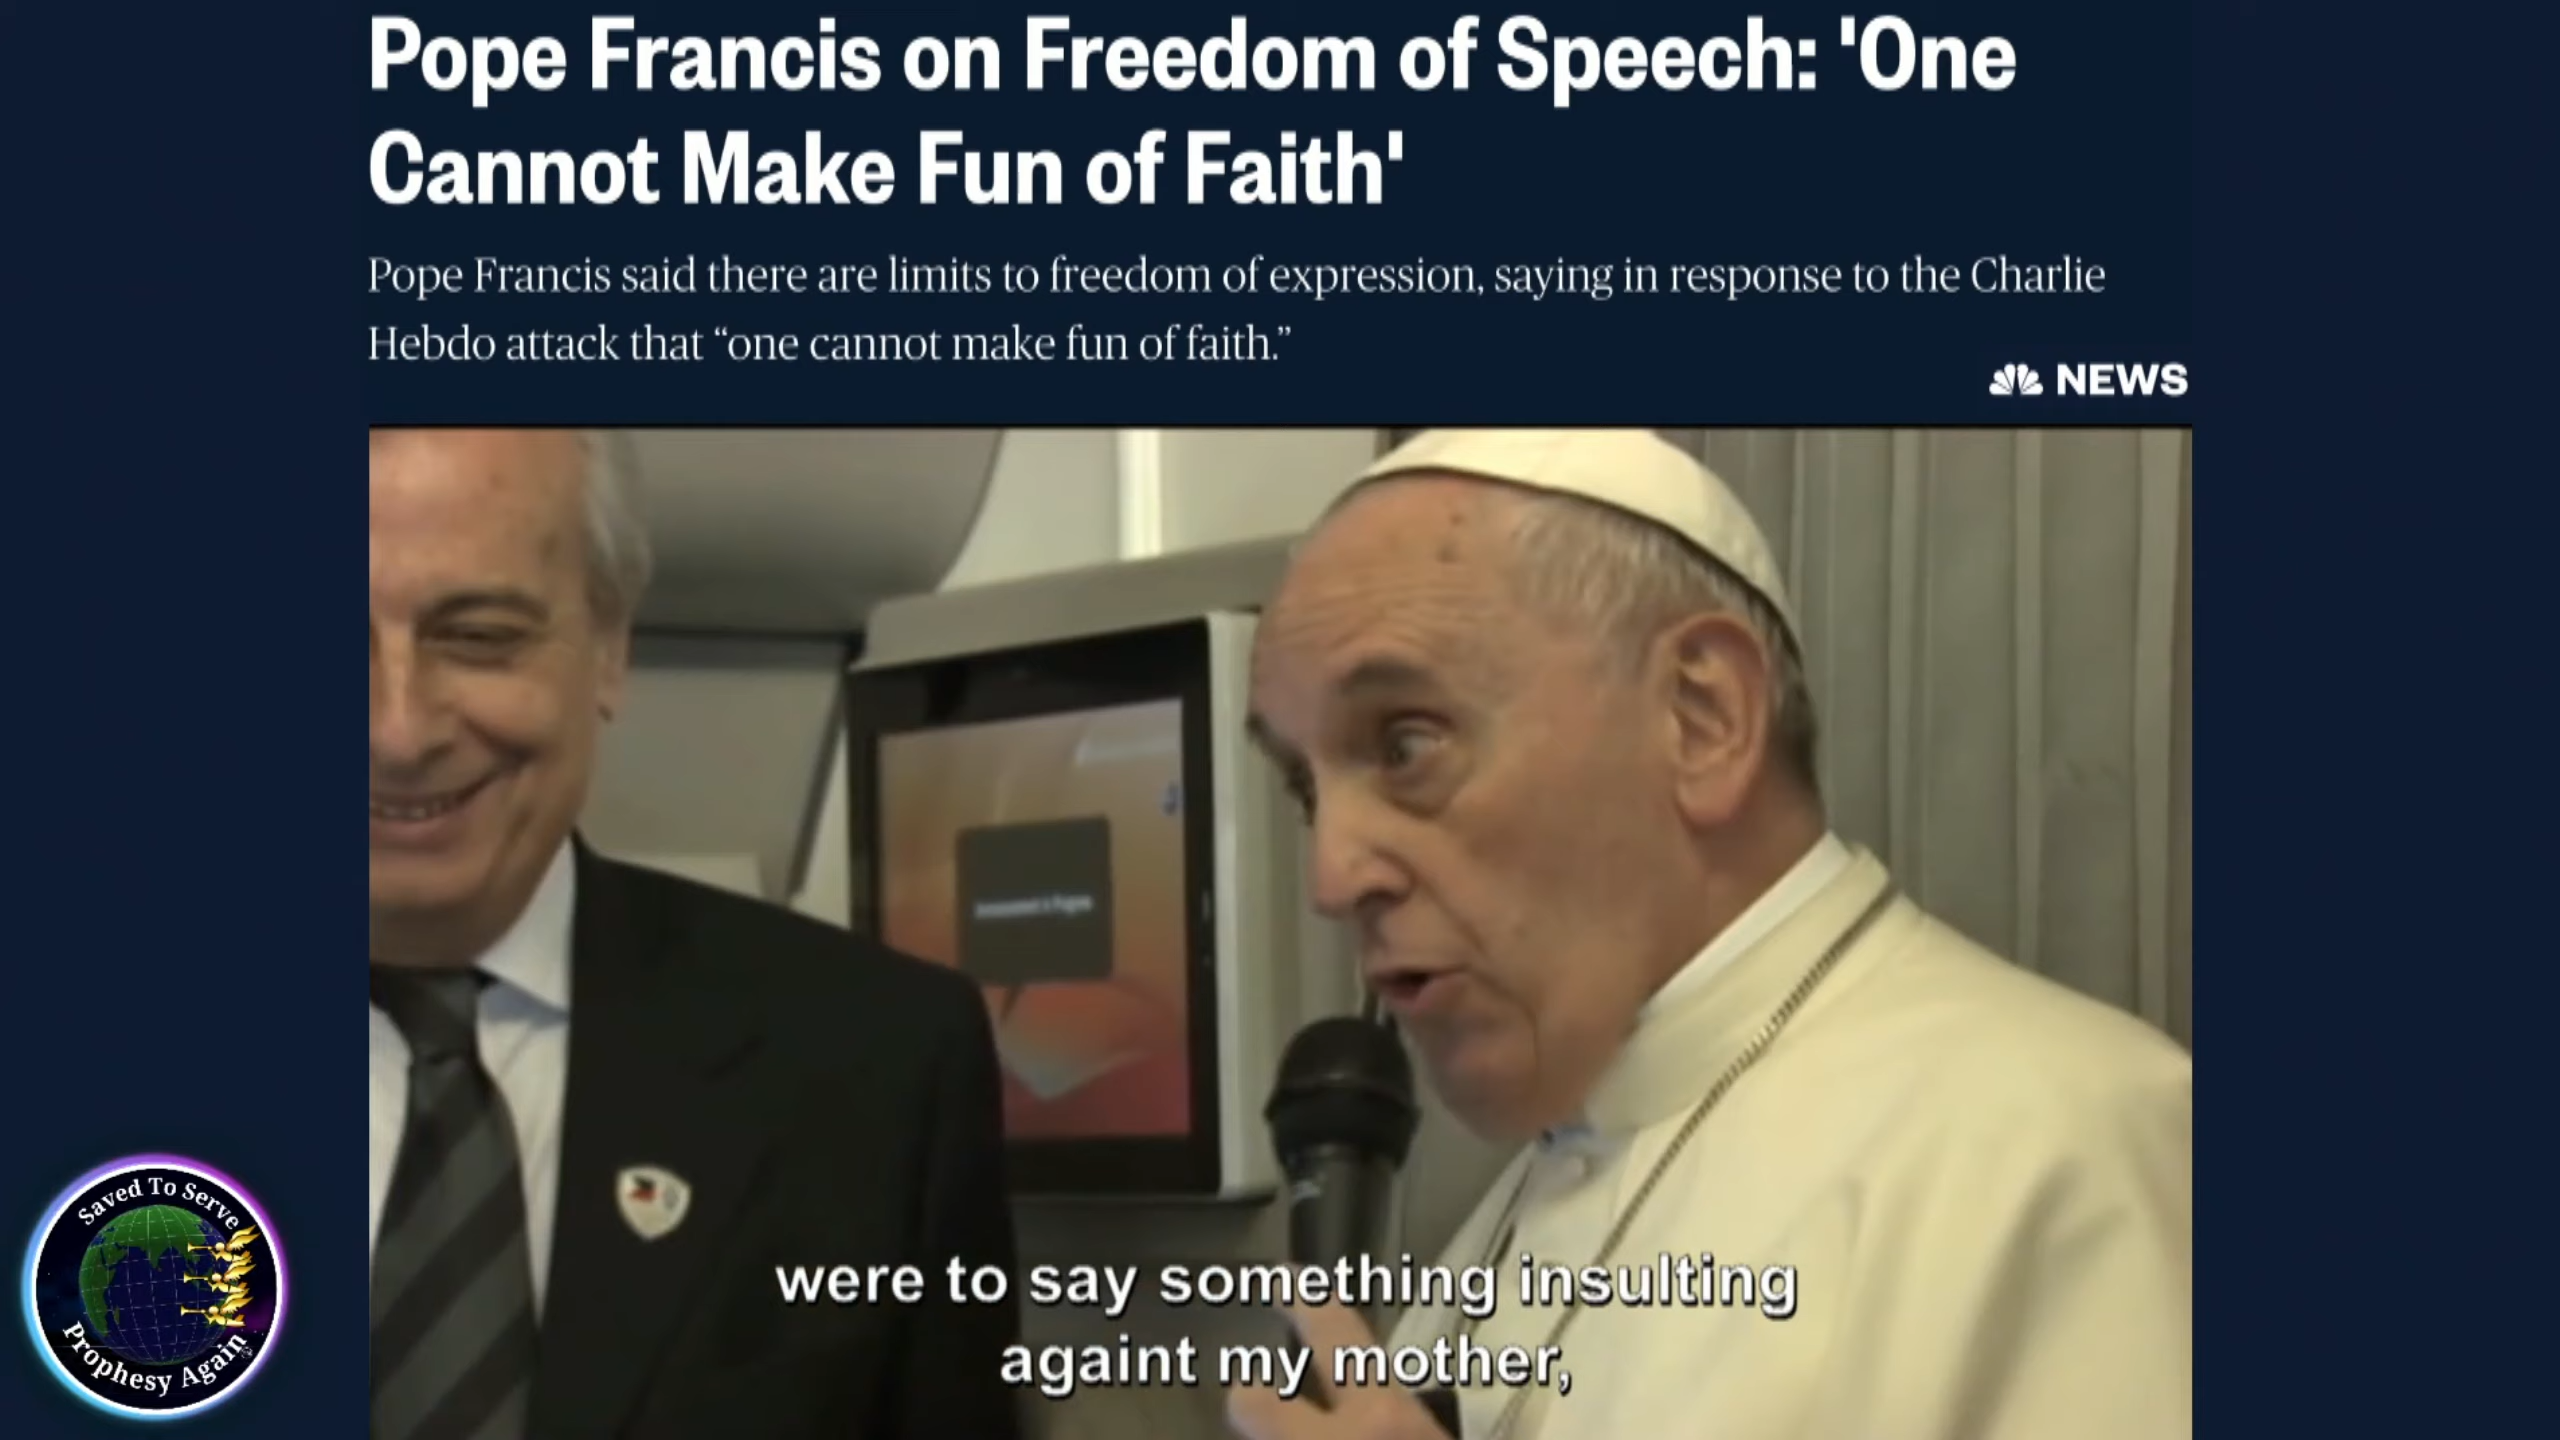 Pope Francis on Freedom of Speech: 'One
Cannot Make Fun of Faith'
Pope Francis said there are limits to freedom of expression, saying in response to the Charlie
Hebdo attack that “one cannot make fun of faith.”
NEWS
were to say something insulting
againt my mother,
Saved To Serve
Prophesy Again